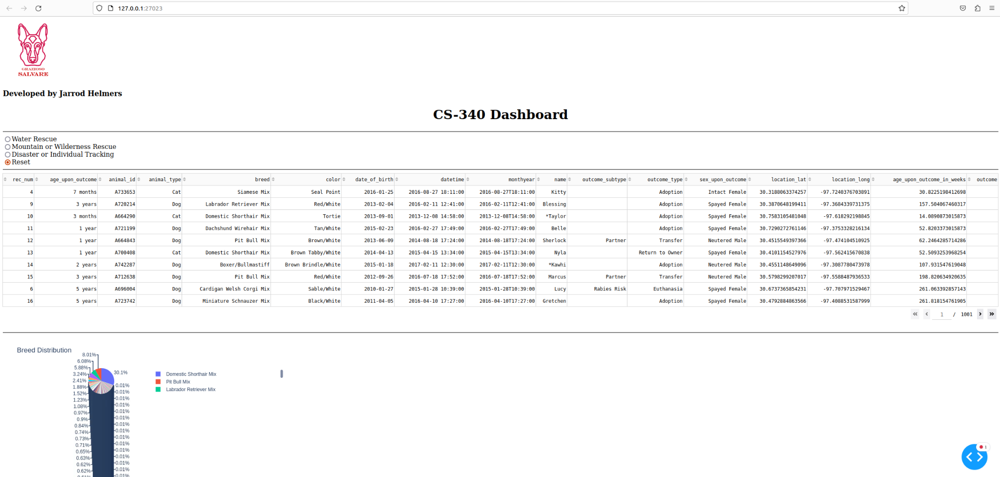 127.0.0.1:27023
GRAZIOSO
SALVARE
Developed by Jarrod Helmers
CS-340 Dashboard
Water Rescue
Mountain or Wilderness Rescue
Disaster or Individual Tracking
Reset
rec_num age_upon_outcome animal_id animal_type breed color date_of_birth datetime monthyear name outcome_subtype outcome_type sex_upon_outcome location_lat location_long age_upon_outcome_in_weeks outcome
4 7 months A733653 Cat Siamese Mix Seal Point 2016-01-25 2016-08-27 18:11:00 2016-08-27T18:11:00 Kitty Adoption Intact Female 30.3188063374257 -97.7240376703891 30.8225198412698
9 3 years A720214 Dog Labrador Retriever Mix Red/White 2013-02-04 2016-02-11 12:41:00 2016-02-11T12:41:00 Blessing Adoption Spayed Female 30.3870648199411 -97.3684339731375 157.504067460317
10 3 months A664290 Cat Domestic Shorthair Mix Tortie 2013-09-01 2013-12-08 14:58:00 2013-12-08T14:58:00 *Taylor Adoption Spayed Female 30.7583105481048 -97.618292198845 14.0890873015873
11 1 year A721199 Dog Dachshund Wirehair Mix Tan/White 2015-02-23 2016-02-27 17:49:00 2016-02-27T17:49:00 Belle Adoption Spayed Female 30.7290272761146 -97.3753328216134 52.8203373015873
12 1 year A664843 Dog Pit Bull Mix Brown/White 2013-06-09 2014-08-18 17:24:00 2014-08-18T17:24:00 Sherlock Partner Transfer Neutered Male 30.4515549397366 -97.474104510925 62.2464285714286
13 1 year A700408 Cat Domestic Shorthair Mix Brown Tabby/White 2014-04-13 2015-04-15 13:34:00 2015-04-15T13:34:00 Nyla Return to Owner Spayed Female 30.4101154527976 -97.562415670838 52.5093253968254
14 2 years A742287 Dog Boxer/Bullmastiff Brown Brindle/White 2015-01-18 2017-02-11 12:30:00 2017-02-11T12:30:00 *Kawhi Adoption Neutered Male 30.4551148649096 -97.3087780473978 107.931547619048
15 3 years A712638 Dog Pit Bull Mix Red/White 2012-09-26 2016-07-18 17:52:00 2016-07-18T17:52:00 Marcus Partner Transfer Neutered Male 30.5798299207017 -97.5588487936533 198.820634920635
6 5 years A696004 Dog Cardigan Welsh Corgi Mix Sable/White 2010-01-27 2015-01-28 10:39:00 2015-01-28T10:39:00 Lucy Rabies Risk Euthanasia Spayed Female 30.6737365854231 -97.707971529467 261.063392857143
16 5 years A723742 Dog Miniature Schnauzer Mix Black/White 2011-04-05 2016-04-10 17:27:00 2016-04-10T17:27:00 Gretchen Adoption Spayed Female 30.4792884863566 -97.4088531587999 261.818154761905
1 / 1001
Breed Distribution
8.01%
6.08%
5.88%
3.24% 30.1%
2.41%
1.88% 0.01%
1.52% 0.01%
1.23% 0.01%
1.08% 0.01%
0.97% 0.01%
0.9% 0.01%
0.84% 0.01%
0.74% 0.01%
0.73% 0.01%
0.71% 0.01%
0.65% 0.01%
0.63% 0.01%
0.62% 0.01%
0.62% 0.01%
0.61% 0.01%
Domestic Shorthair Mix
Pit Bull Mix
Labrador Retriever Mix
1